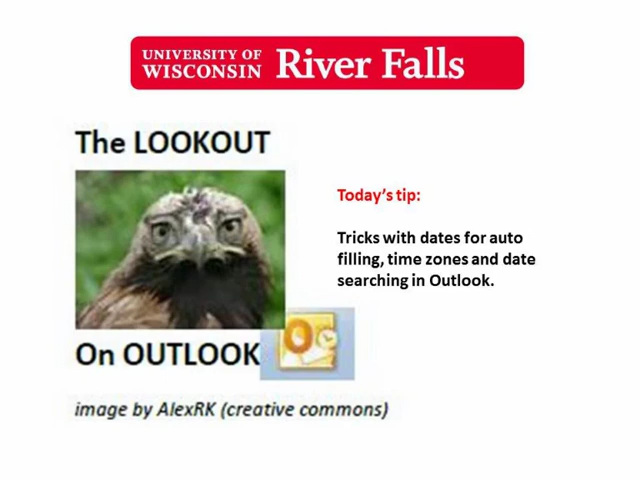 UNIVERSITY OF
WISCONSIN River Falls
The LOOKOUT
Today's tip:
Tricks with dates for auto
filling, time zones and date
searching in Outlook.
On OUTLOOK
image by AlexRK (creative commons)